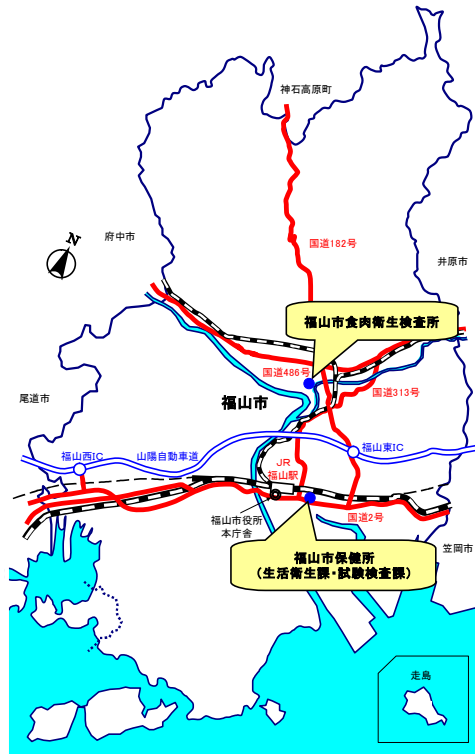 神石高原町
N
府中市
国道182号
井原市
福山市食肉衛生検査所
国道486号
国道313号
尾道市
福山市
福山西IC
山陽自動車道
福山東IC
JR
福山駅
福山市役所
本庁舎
国道2号
笠岡市
福山市保健所
(生活衛生課・試験検査課)
走島